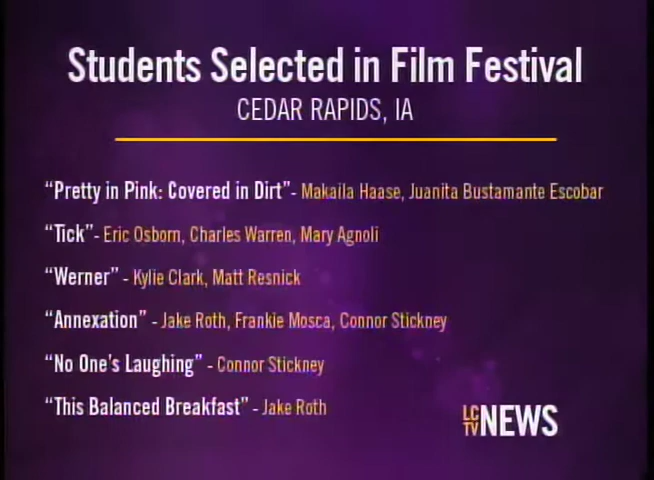 Students Selected in Film Festival
CEDAR RAPIDS, IA
“Pretty in Pink: Covered in Dirt”- Makaila Haase, Juanita Bustamante Escobar
“Tick”- Eric Osborn, Charles Warren, Mary Agnoli
“Werner” - Kylie Clark, Matt Resnick
“Annexation” - Jake Roth, Frankie Mosca, Connor Stickney
“No One's Laughing” - Connor Stickney
“This Balanced Breakfast” - Jake Roth
LCTV NEWS